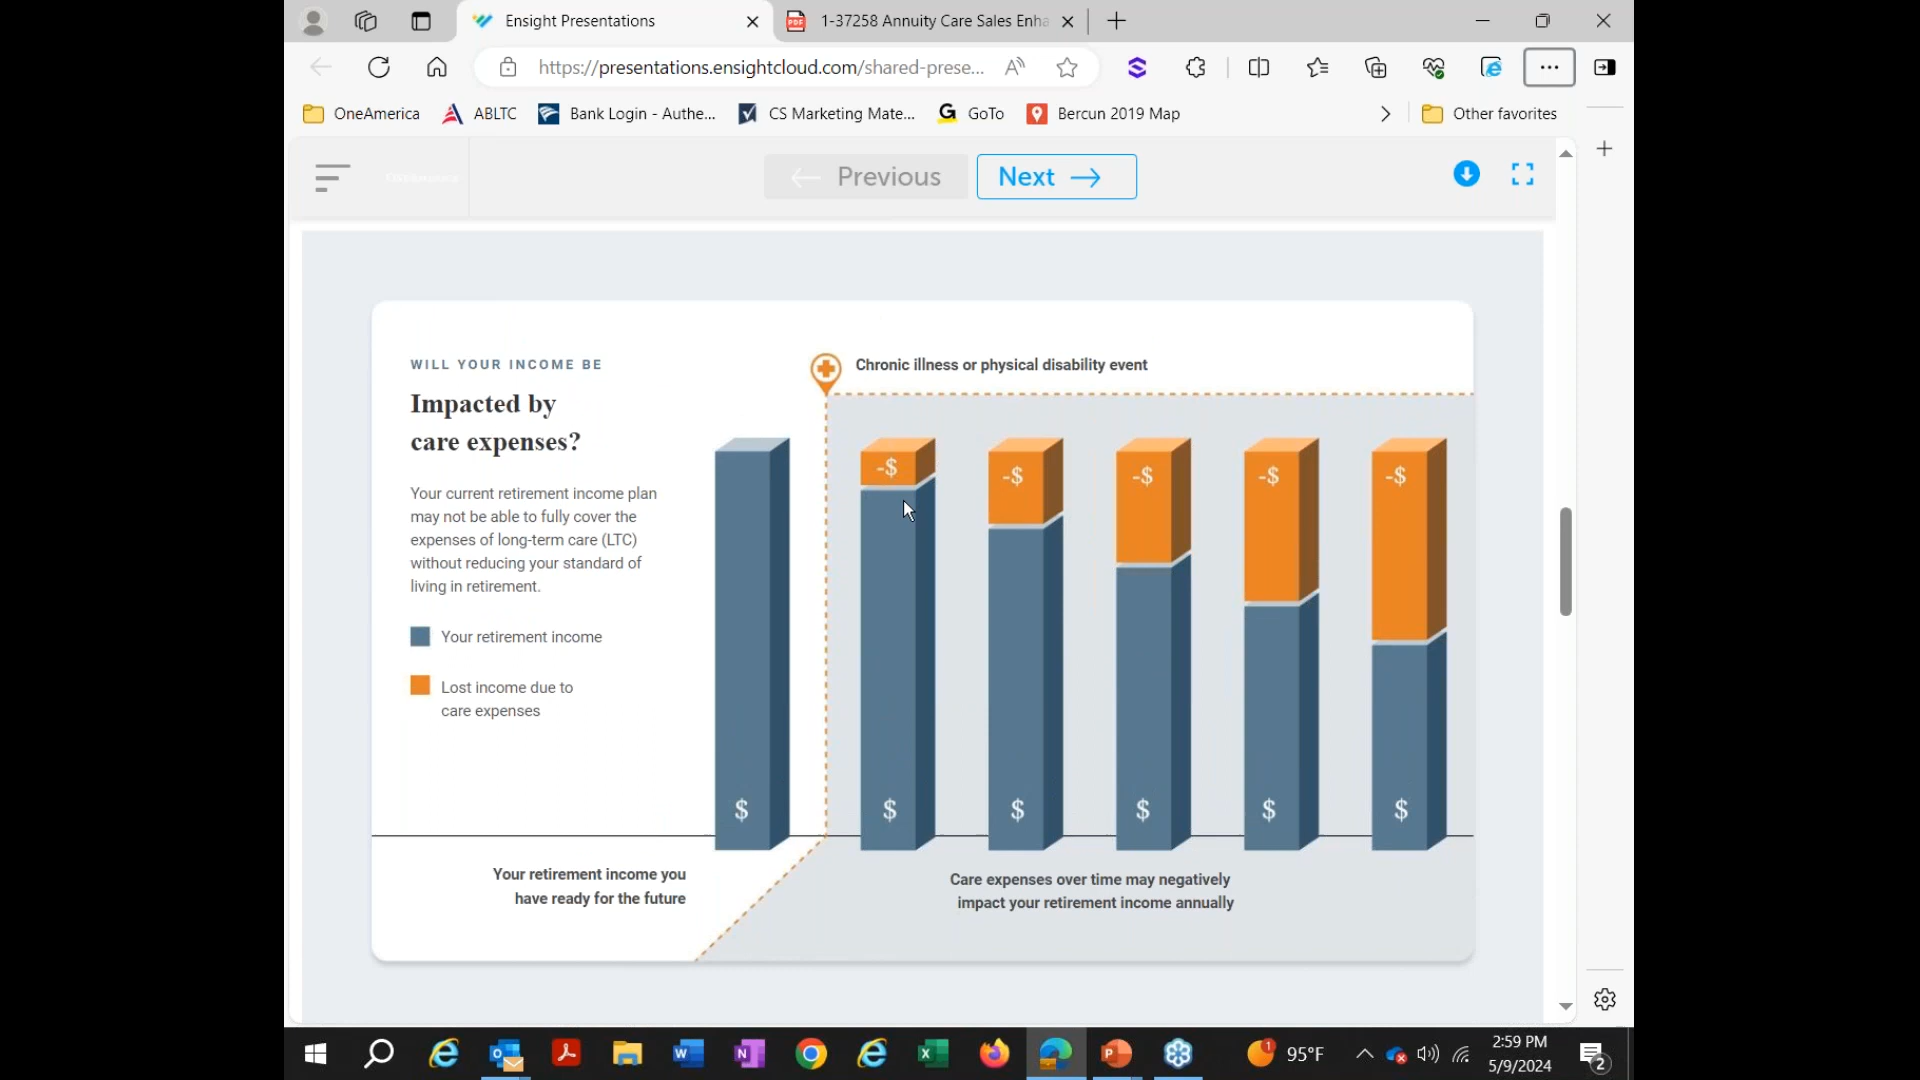 Ensight Presentations
1-37258 Annuity Care Sales Enha
https://presentations.ensightcloud.com/shared-prese...
OneAmerica
ABLTC
Bank Login - Authe...
CS Marketing Mate...
GoTo
Bercun 2019 Map
Other favorites
Previous
Next
WILL YOUR INCOME BE
Impacted by
care expenses?
Your current retirement income plan
may not be able to fully cover the
expenses of long-term care (LTC)
without reducing your standard of
living in retirement.
Your retirement income
Lost income due to
care expenses
Chronic illness or physical disability event
-$ -$ -$ -$ -$
$ $ $ $ $ $
Your retirement income you
have ready for the future
Care expenses over time may negatively
impact your retirement income annually
95°F
2:59 PM
5/9/2024
2